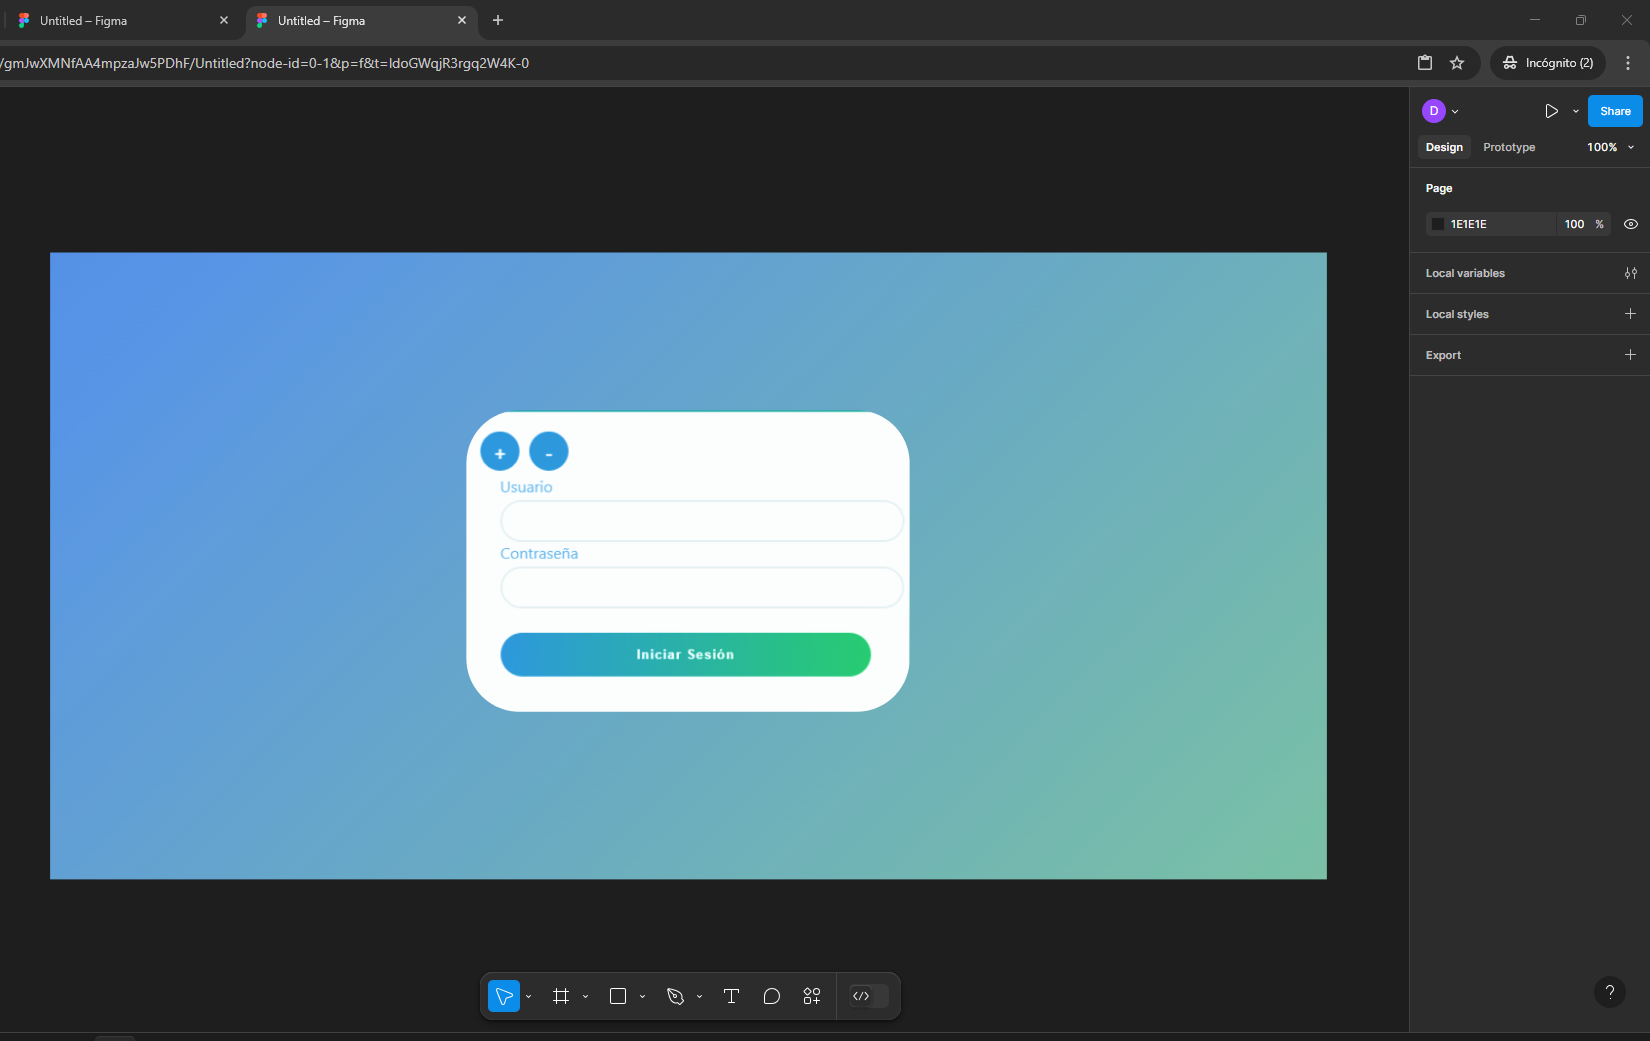 Untitled – Figma
Untitled – Figma
/gmJwXMNfAA4mpzaJw5PDhF/Untitled?node-id=0-1&p=f&t=IdoGWqjR3rgq2W4K-0
Incógnito (2)
D
Share
Design Prototype 100%
Page
1E1E1E 100 %
Local variables
Local styles
Export
+ -
Usuario
Contraseña
Iniciar Sesión
?